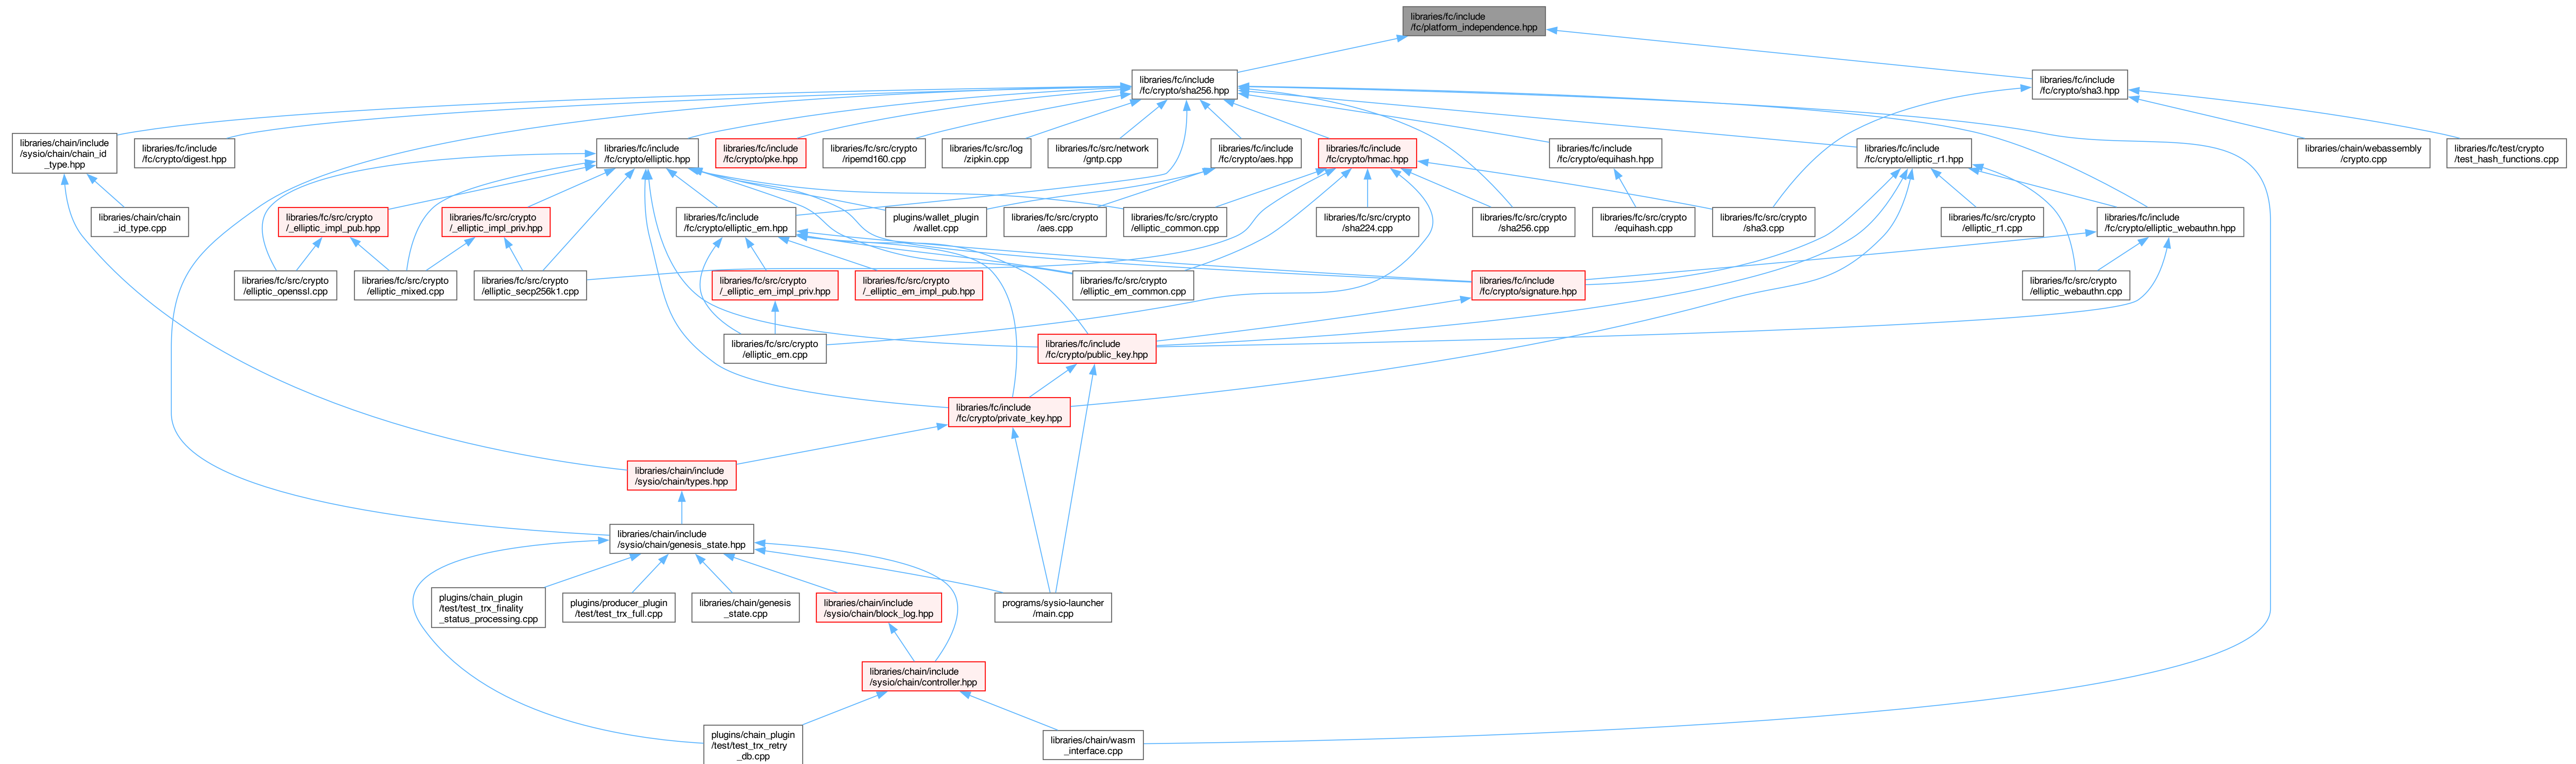 libraries/fc/include
/fc/platform_independence.hpp
libraries/fc/include
/fc/crypto/sha256.hpp
libraries/fc/include
/fc/crypto/sha3.hpp
libraries/chain/include
/sysio/chain/chain_id
_type.hpp
libraries/fc/include
/fc/crypto/digest.hpp
libraries/fc/include
/fc/crypto/elliptic.hpp
libraries/fc/include
/fc/crypto/pke.hpp
libraries/fc/src/crypto
/ripemd160.cpp
libraries/fc/src/log
/zipkin.cpp
libraries/fc/src/network
/gntp.cpp
libraries/fc/include
/fc/crypto/aes.hpp
libraries/fc/include
/fc/crypto/hmac.hpp
libraries/fc/include
/fc/crypto/equihash.hpp
libraries/fc/include
/fc/crypto/elliptic_r1.hpp
libraries/chain/webassembly
/crypto.cpp
libraries/fc/test/crypto
/test_hash_functions.cpp
libraries/chain/chain
_id_type.cpp
libraries/fc/src/crypto
/_elliptic_impl_pub.hpp
libraries/fc/src/crypto
/_elliptic_impl_priv.hpp
libraries/fc/include
/fc/crypto/elliptic_em.hpp
plugins/wallet_plugin
/wallet.cpp
libraries/fc/src/crypto
/aes.cpp
libraries/fc/src/crypto
/elliptic_common.cpp
libraries/fc/src/crypto
/sha224.cpp
libraries/fc/src/crypto
/sha256.cpp
libraries/fc/src/crypto
/equihash.cpp
libraries/fc/src/crypto
/sha3.cpp
libraries/fc/src/crypto
/elliptic_r1.cpp
libraries/fc/include
/fc/crypto/elliptic_webauthn.hpp
libraries/fc/src/crypto
/elliptic_openssl.cpp
libraries/fc/src/crypto
/elliptic_mixed.cpp
libraries/fc/src/crypto
/elliptic_secp256k1.cpp
libraries/fc/src/crypto
/_elliptic_em_impl_priv.hpp
libraries/fc/src/crypto
/_elliptic_em_impl_pub.hpp
libraries/fc/src/crypto
/elliptic_em_common.cpp
libraries/fc/include
/fc/crypto/signature.hpp
libraries/fc/src/crypto
/elliptic_webauthn.cpp
libraries/fc/src/crypto
/elliptic_em.cpp
libraries/fc/include
/fc/crypto/public_key.hpp
libraries/fc/include
/fc/crypto/private_key.hpp
libraries/chain/include
/sysio/chain/types.hpp
libraries/chain/include
/sysio/chain/genesis_state.hpp
plugins/chain_plugin
/test/test_trx_finality
_status_processing.cpp
plugins/producer_plugin
/test/test_trx_full.cpp
libraries/chain/genesis
_state.cpp
libraries/chain/include
/sysio/chain/block_log.hpp
programs/sysio-launcher
/main.cpp
libraries/chain/include
/sysio/chain/controller.hpp
plugins/chain_plugin
/test/test_trx_retry
_db.cpp
libraries/chain/wasm
_interface.cpp